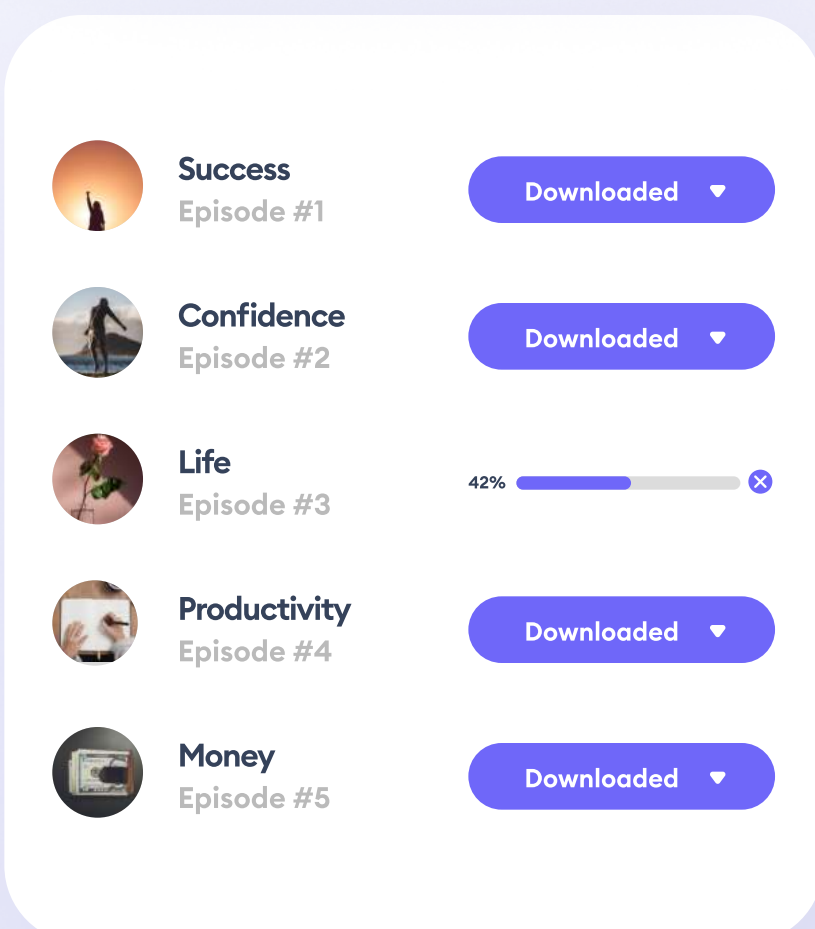 Success
Episode #1
Downloaded
Confidence
Episode #2
Downloaded
Life
Episode #3
42%
Productivity
Episode #4
Downloaded
Money
Episode #5
Downloaded